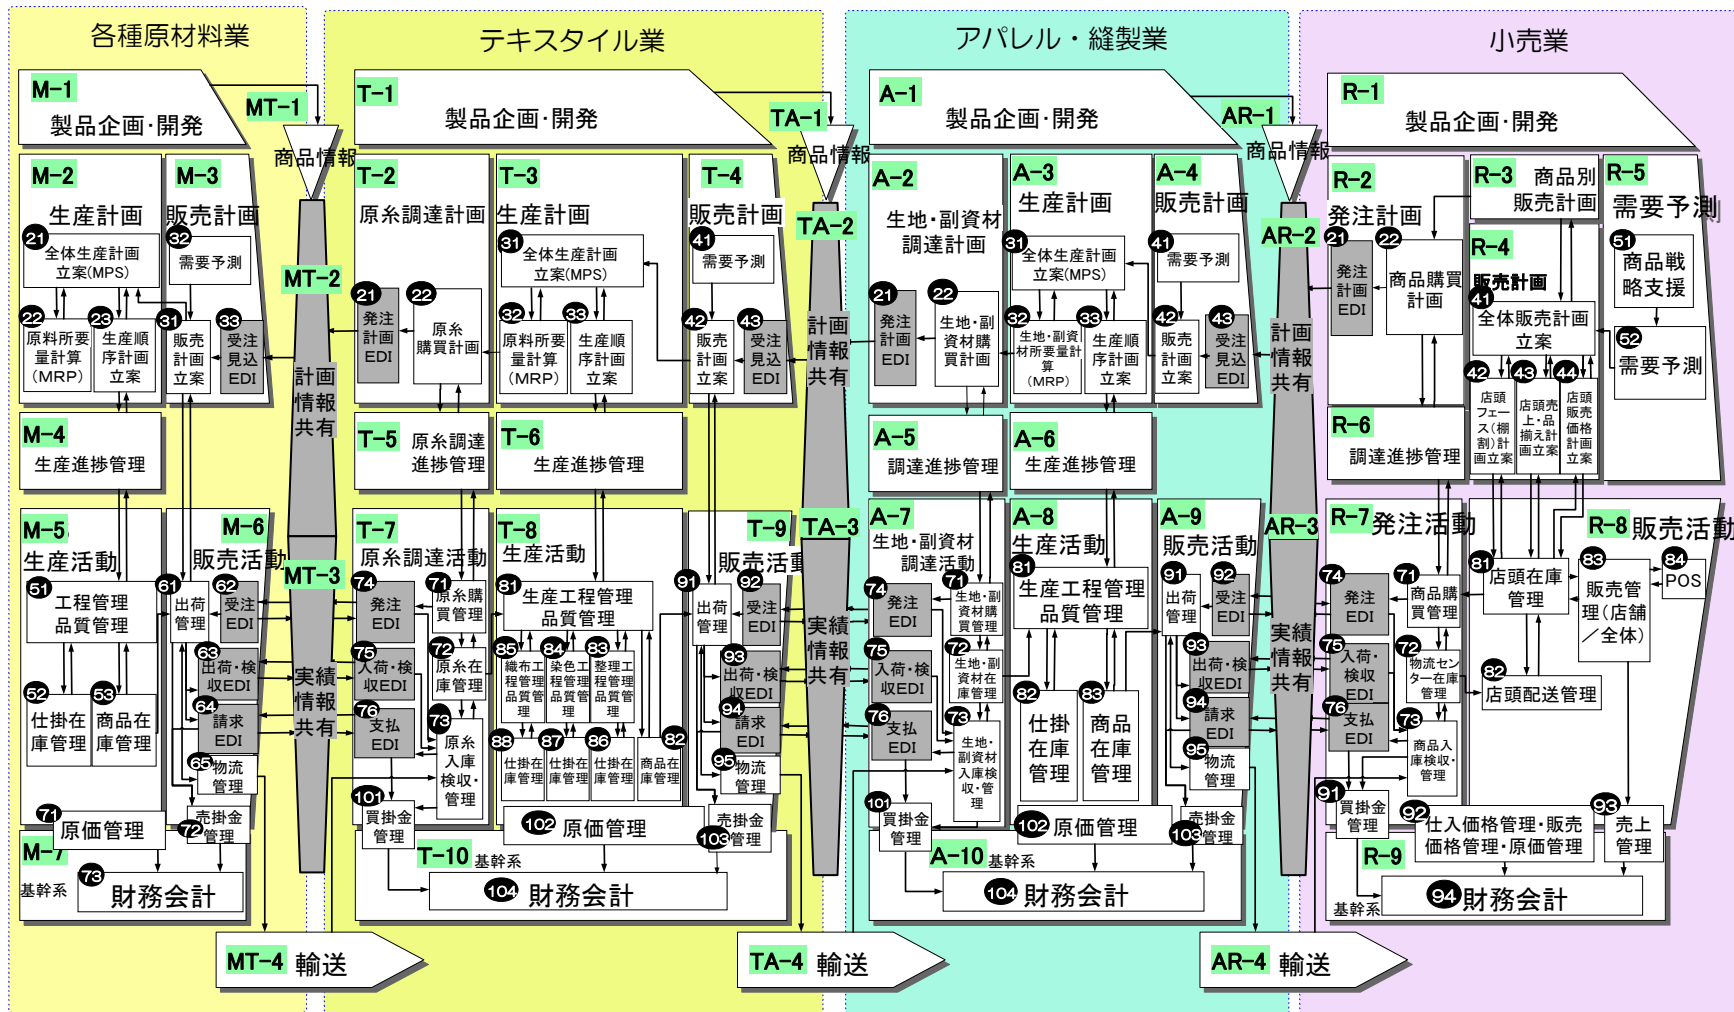 各種原材料業
M-1
製品企画･開発
M-2
生産計画
21
全体生産計画
立案(MPS)
22
原料所要
量計算
(MRP)
23
生産順
序計画
立案
M-3
販売計画
32
需要予測
31
販売
計画
立案
33
受注
見込
EDI
M-4
生産進捗管理
M-5
生産活動
51
工程管理
品質管理
52
仕掛在
庫管理
53
商品在
庫管理
M-6
販売活動
61
出荷
管理
62
受注
EDI
63
出荷・検
収EDI
64
請求
EDI
65
物流
管理
71
原価管理
72
売掛金
管理
M-7
基幹系
73
財務会計
MT-1
商品情報
MT-2
計画
情報
共有
MT-3
実績
情報
共有
MT-4
輸送
テキスタイル業
T-1
製品企画･開発
T-2
原糸調達計画
21
発注
計画
EDI
22
原糸
購買計画
T-3
生産計画
31
全体生産計画
立案(MPS)
32
原料所要
量計算
(MRP)
33
生産順
序計画
立案
T-4
販売計画
41
需要予測
42
販売
計画
立案
43
受注
見込
EDI
T-5
原糸調達
進捗管理
T-6
生産進捗管理
T-7
原糸調達活動
74
発注
EDI
71
原糸購
買管理
75
入荷・検
収EDI
72
原糸在
庫管理
76
支払
EDI
73
原糸
入庫
検収・
管理
T-8
生産活動
81
生産工程管理
品質管理
85
織布工
程管理
品質管
理
84
染色工
程管理
品質管
理
83
整理工
程管理
品質管
理
88
仕掛在
庫管理
87
仕掛在
庫管理
86
仕掛在
庫管理
82
商品在
庫管理
T-9
販売活動
91
出荷
管理
92
受注
EDI
93
出荷・検
収EDI
94
請求
EDI
95
物流
管理
101
買掛金
管理
102
原価管理
103
売掛金
管理
T-10
基幹系
104
財務会計
TA-1
商品情報
TA-2
計画
情報
共有
TA-3
実績
情報
共有
TA-4
輸送
アパレル・縫製業
A-1
製品企画･開発
A-2
生地・副資材
調達計画
21
発注
計画
EDI
22
生地・副
資材購
買計画
A-3
生産計画
31
全体生産計画
立案(MPS)
32
生地・副資
材所要量計
算
(MRP)
33
生産順
序計画
立案
A-4
販売計画
41
需要予測
42
販売
計画
立案
43
受注
見込
EDI
A-5
調達進捗管理
A-6
生産進捗管理
A-7
生地・副資材
調達活動
74
発注
EDI
71
生地・副
資材購
買管理
75
入荷・検
収EDI
72
生地・副
資材在
庫管理
76
支払
EDI
73
生地・
副資材
入庫検
収・管
理
A-8
生産活動
81
生産工程管理
品質管理
82
仕掛
在庫
管理
83
商品
在庫
管理
A-9
販売活動
91
出荷
管理
92
受注
EDI
93
出荷・検
収EDI
94
請求
EDI
95
物流
管理
101
買掛金
管理
102
原価管理
103
売掛金
管理
A-10
基幹系
104
財務会計
AR-1
商品情報
AR-2
計画
情報
共有
AR-3
実績
情報
共有
AR-4
輸送
小売業
R-1
製品企画･開発
R-2
発注計画
21
発注
計画
EDI
22
商品購買
計画
R-3
商品別
販売計画
R-4
販売計画
41
全体販売計画
立案
42
店頭
フェー
ス(棚
割)計
画立案
43
店頭売
上・品
揃え計
画立案
44
店頭
販売
価格
計画
立案
R-5
需要予測
51
商品戦
略支援
52
需要予測
R-6
調達進捗管理
R-7
発注活動
74
発注
EDI
71
商品購
買管理
75
入荷・
検収
EDI
72
物流セン
ター在庫
管理
76
支払
EDI
73
商品入
庫検収・
管理
R-8
販売活動
81
店頭在庫
管理
83
販売管
理(店舗
/全体)
84
POS
82
店頭配送管理
91
買掛金
管理
92
仕入価格管理・販売
価格管理・原価管理
93
売上
管理
R-9
基幹系
94
財務会計